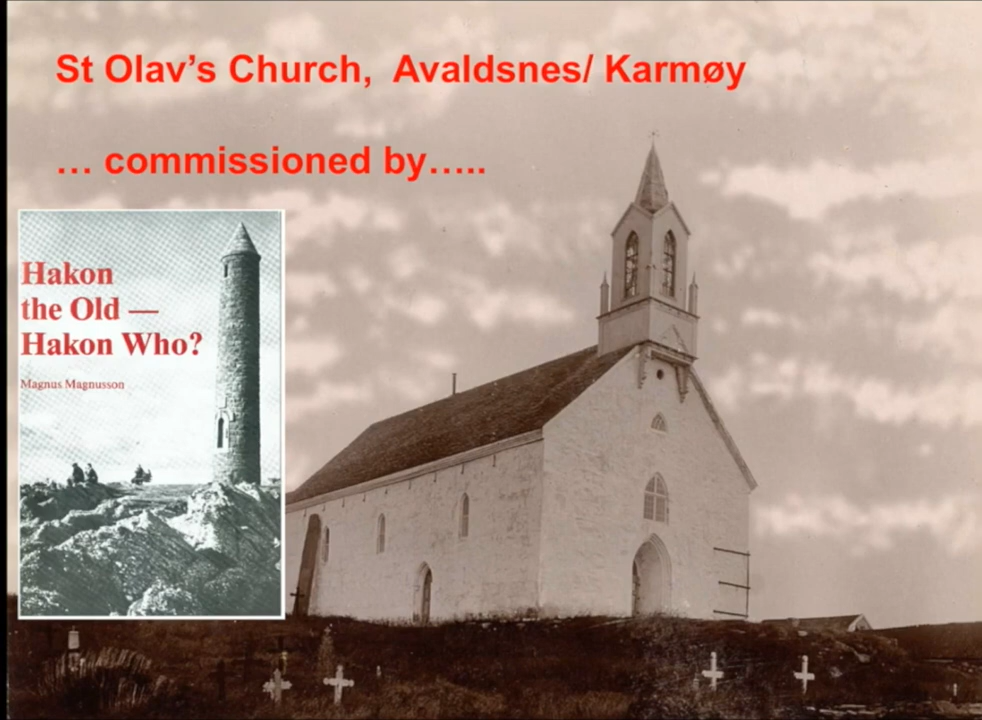 St Olav’s Church,  Avaldsnes/ Karmøy
… commissioned by…..
Hakon
the Old —
Hakon Who?
Magnus Magnusson